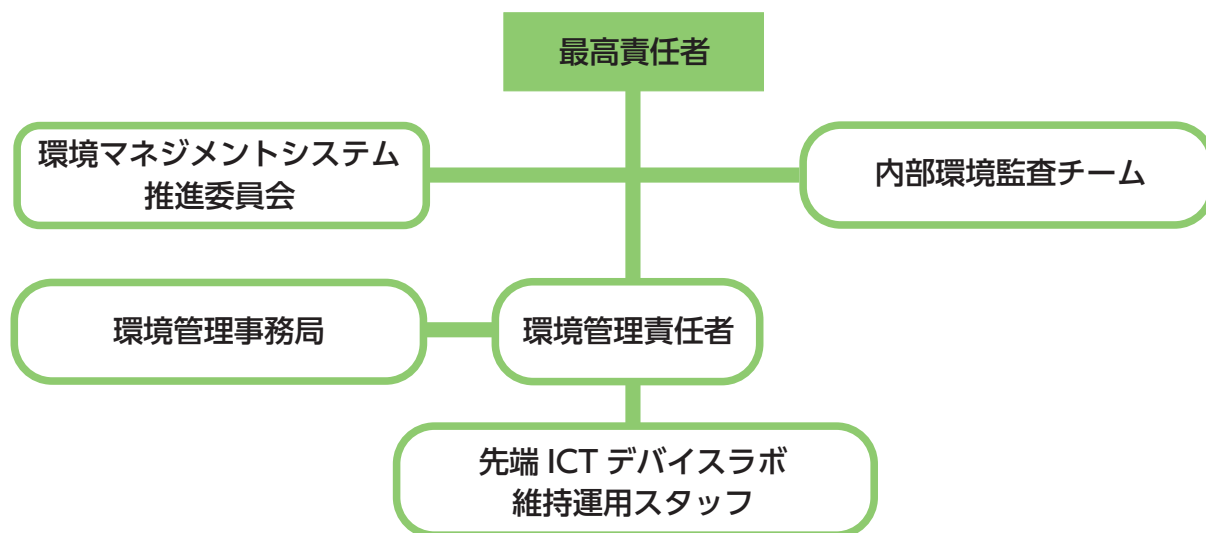 最高責任者
環境マネジメントシステム
推進委員会
内部環境監査チーム
環境管理事務局
環境管理責任者
先端 ICT デバイスラボ
維持運用スタッフ